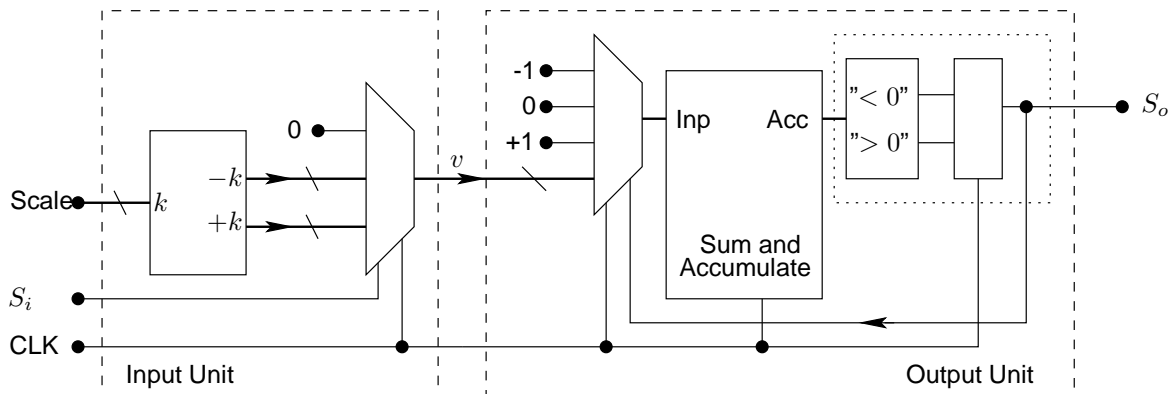 Scale
S_i
CLK
k
−k
+k
0
Input Unit
v
-1
0
+1
Inp
Acc
Sum and
Accumulate
"< 0"
"> 0"
S_o
Output Unit